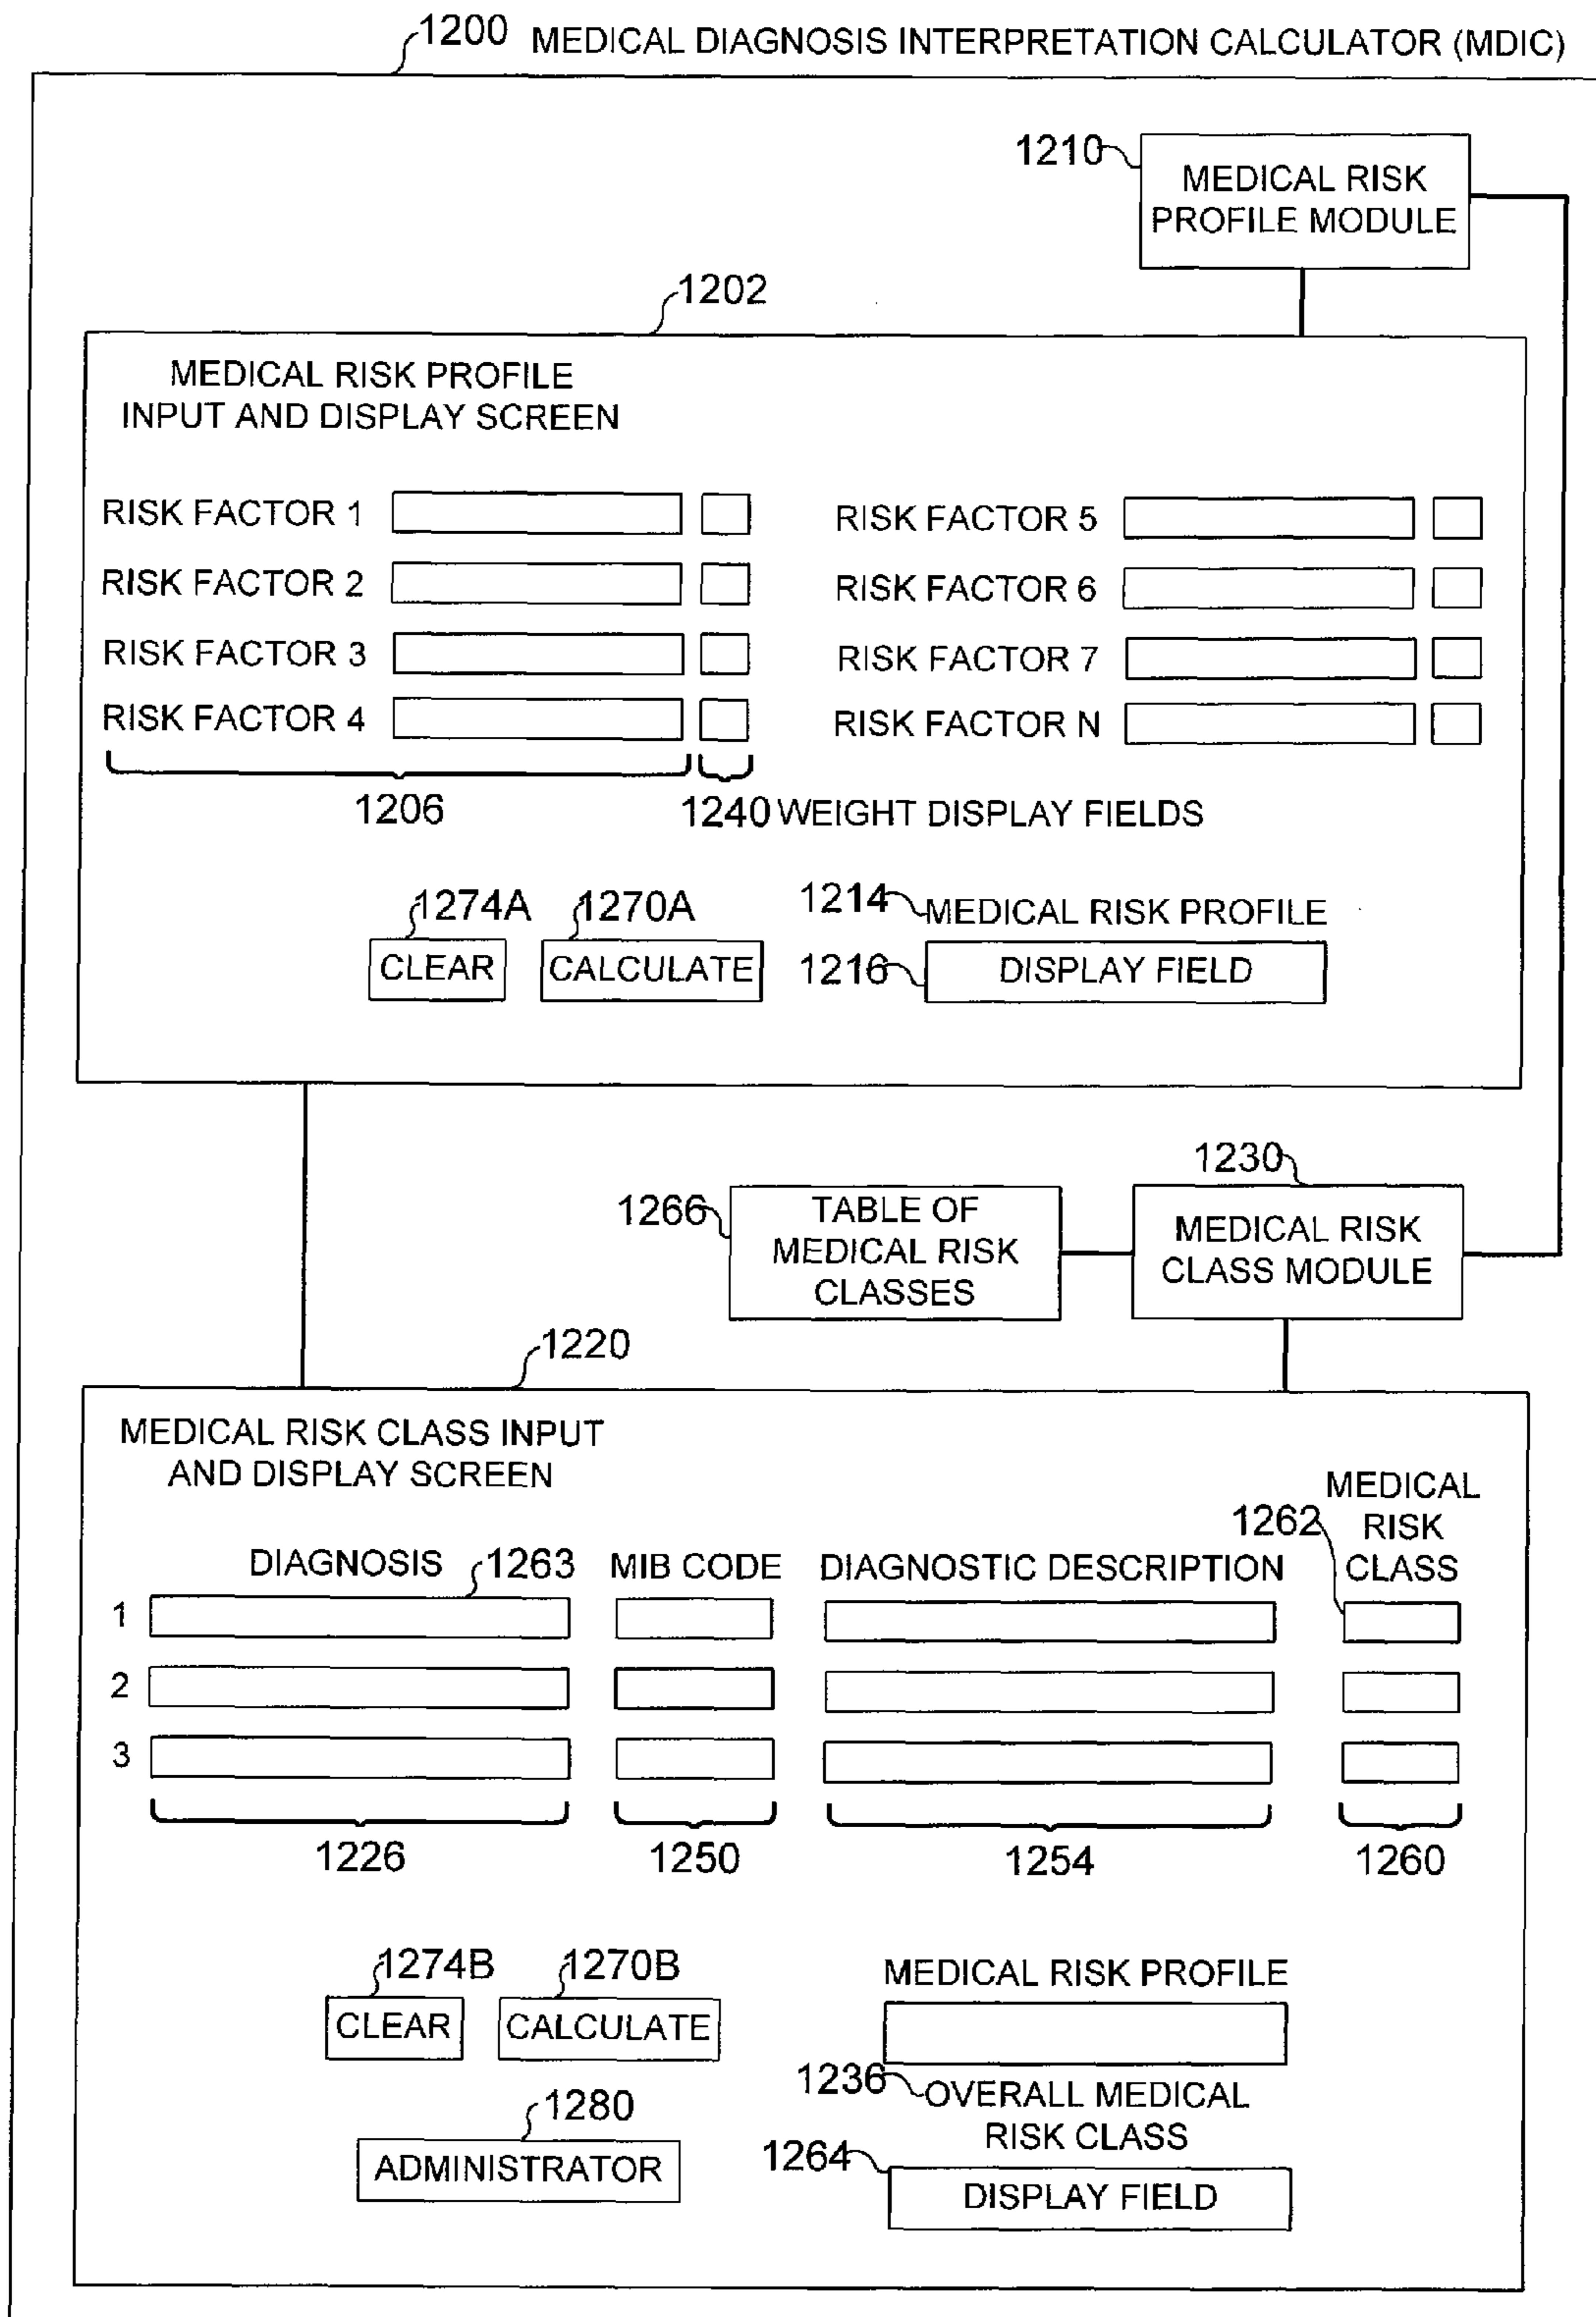 1200 MEDICAL DIAGNOSIS INTERPRETATION CALCULATOR (MDIC)
1210
MEDICAL RISK
PROFILE MODULE
1202
MEDICAL RISK PROFILE
INPUT AND DISPLAY SCREEN
RISK FACTOR 1
RISK FACTOR 5
RISK FACTOR 2
RISK FACTOR 6
RISK FACTOR 3
RISK FACTOR 7
RISK FACTOR 4
RISK FACTOR N
1206
1240 WEIGHT DISPLAY FIELDS
1274A
1270A
1214 MEDICAL RISK PROFILE
CLEAR
CALCULATE
1216
DISPLAY FIELD
1230
1266
TABLE OF
MEDICAL RISK
CLASSES
MEDICAL RISK
CLASS MODULE
1220
MEDICAL RISK CLASS INPUT
AND DISPLAY SCREEN
MEDICAL
RISK
CLASS
1262
DIAGNOSIS
1263
MIB CODE
DIAGNOSTIC DESCRIPTION
1
2
3
1226
1250
1254
1260
1274B
1270B
MEDICAL RISK PROFILE
CLEAR
CALCULATE
1236
OVERALL MEDICAL
RISK CLASS
1280
ADMINISTRATOR
1264
DISPLAY FIELD